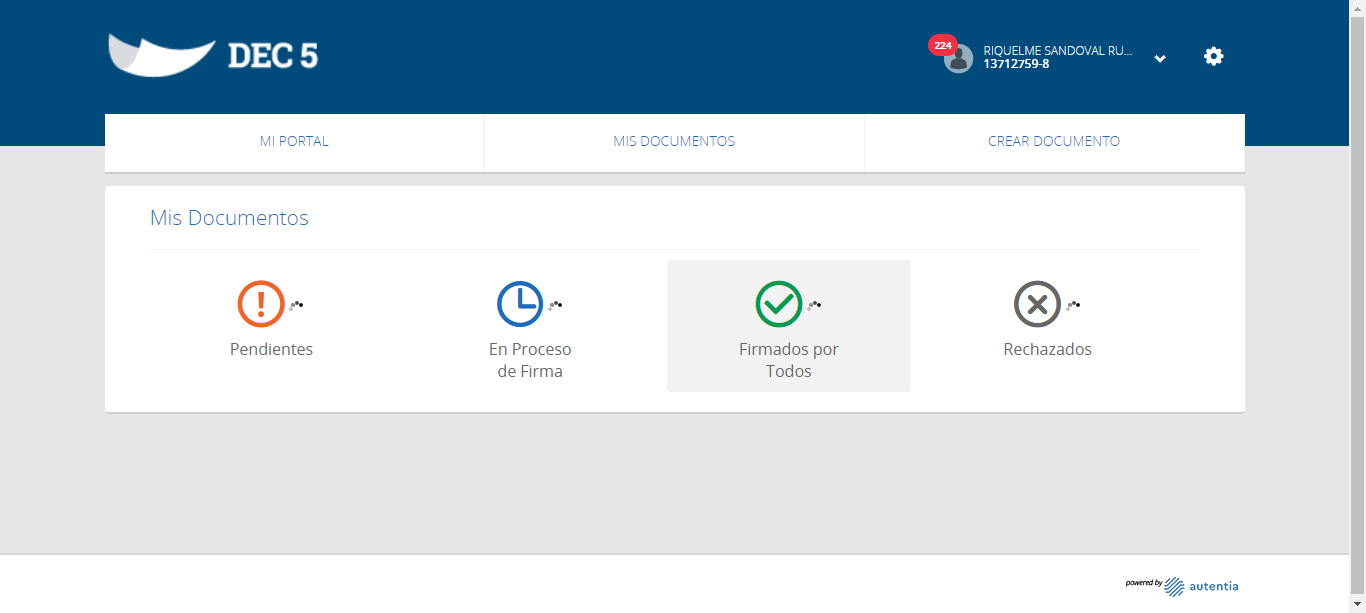 DEC 5
224
RIQUELME SANDOVAL RU...
13712759-8
MI PORTAL
MIS DOCUMENTOS
CREAR DOCUMENTO
Mis Documentos
Pendientes
En Proceso
de Firma
Firmados por
Todos
Rechazados
powered by
autentia